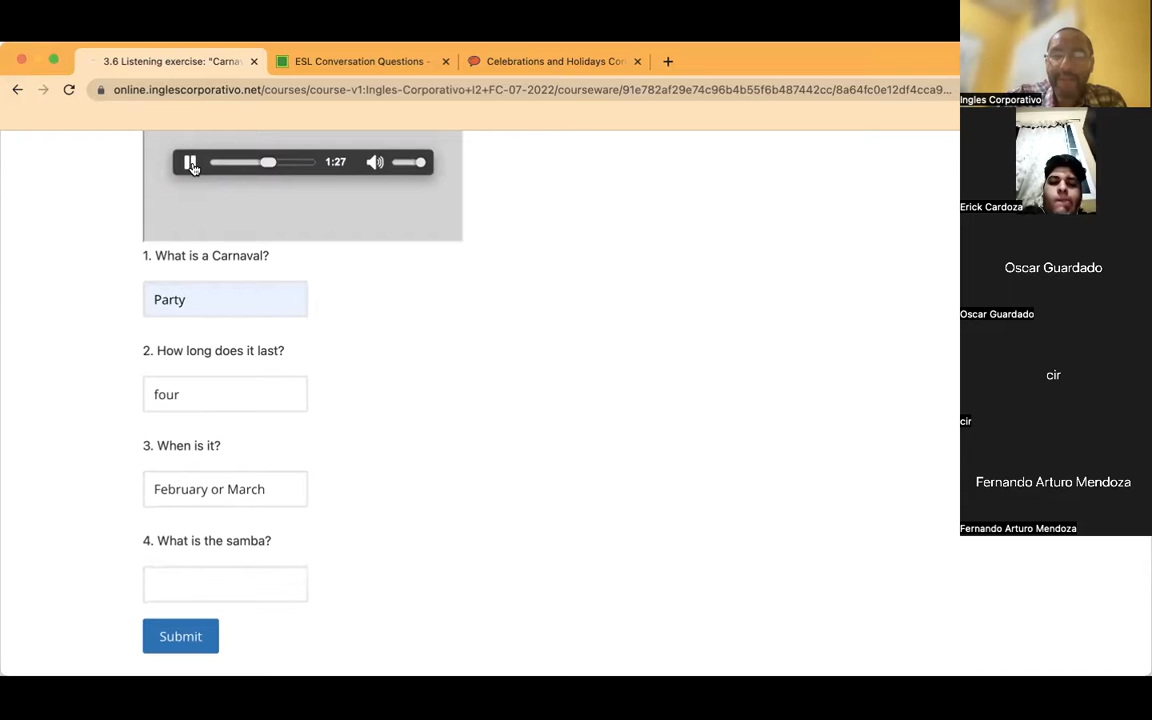 3.6 Listening exercise: "Carnav
ESL Conversation Questions -
Celebrations and Holidays Con
online.inglescorporativo.net/courses/course-v1:Ingles-Corporativo+I2+FC-07-2022/courseware/91e782af29e74c96b4b55f6b487442cc/8a64fc0e12df4cca9...
1:27
1. What is a Carnaval?
Party
2. How long does it last?
four
3. When is it?
February or March
4. What is the samba?
Submit
Ingles Corporativo
Erick Cardoza
Oscar Guardado
Oscar Guardado
cir
cir
Fernando Arturo Mendoza
Fernando Arturo Mendoza